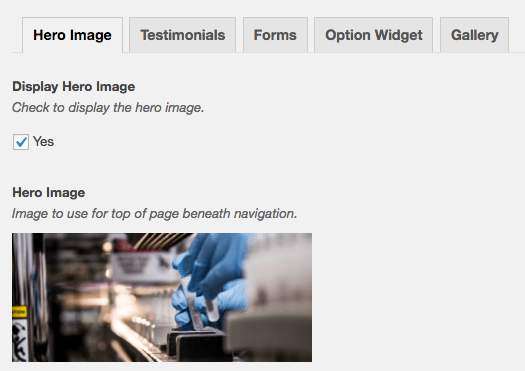 Hero Image Testimonials Forms Option Widget Gallery
Display Hero Image
Check to display the hero image.
Yes
Hero Image
Image to use for top of page beneath navigation.